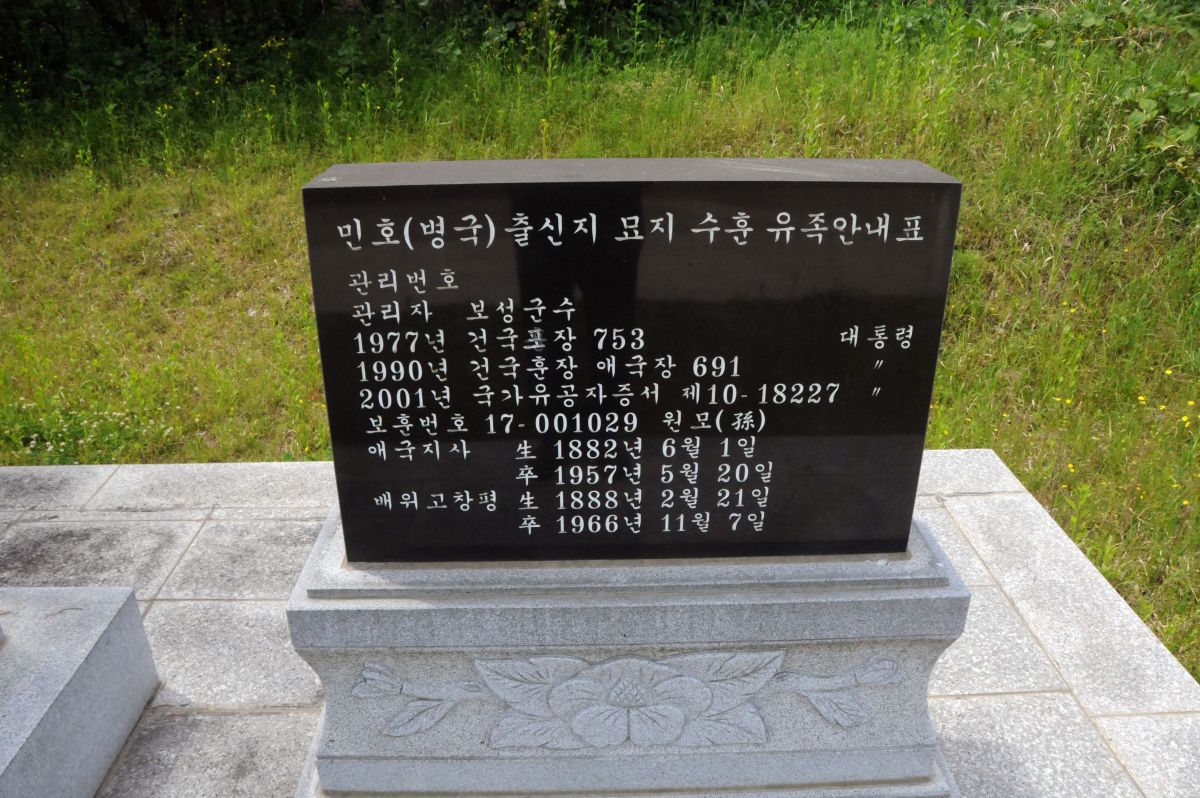 민호(병국) 출신지 묘지 수훈 유족안내표
관리번호
관리자 보성군수
1977년 건국포장 753 대통령
1990년 건국훈장 애국장 691 〃
2001년 국가유공자증서 제10-18227 〃
보훈번호 17-001029 원모(孫)
애국지사 生 1882년 6월 1일
卒 1957년 5월 20일
배위고창평 生 1888년 2월 21일
卒 1966년 11월 7일